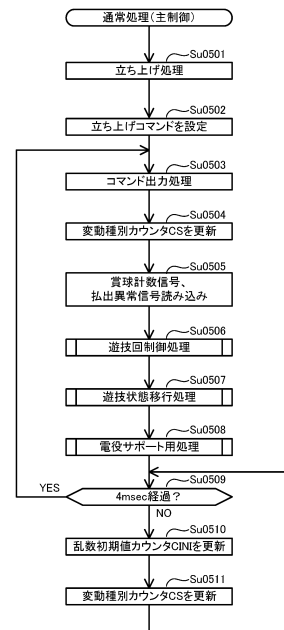 通常処理(主制御)
Su0501
立ち上げ処理
Su0502
立ち上げコマンドを設定
Su0503
コマンド出力処理
Su0504
変動種別カウンタCSを更新
Su0505
賞球計数信号、
払出異常信号読み込み
Su0506
遊技回制御処理
Su0507
遊技状態移行処理
Su0508
電役サポート用処理
Su0509
YES
4msec経過？
NO
Su0510
乱数初期値カウンタCINIを更新
Su0511
変動種別カウンタCSを更新